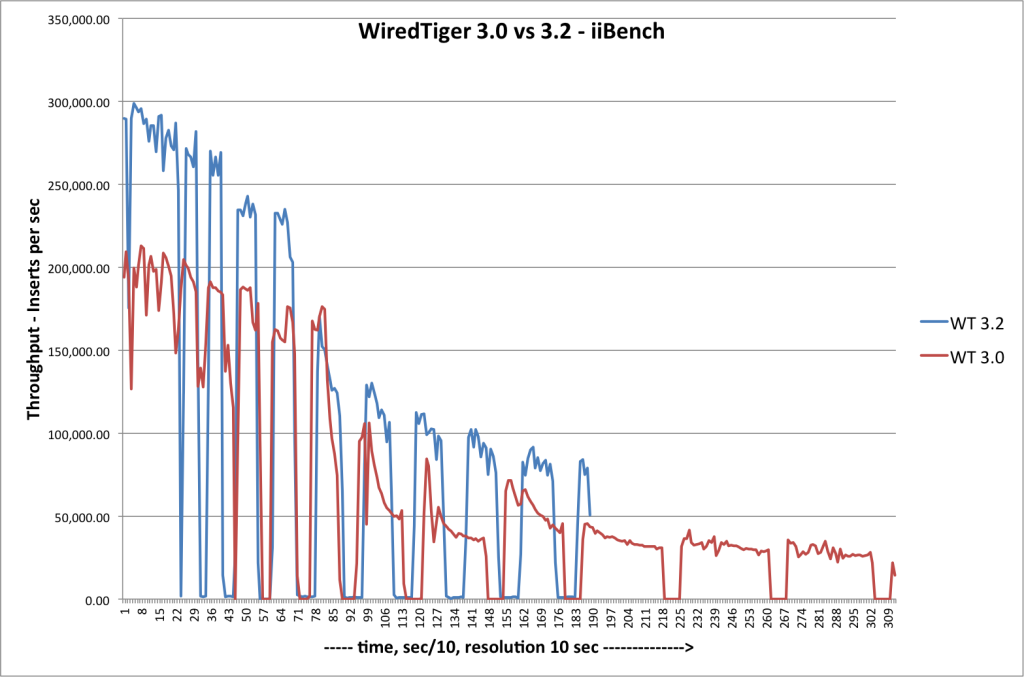 WiredTiger 3.0 vs 3.2 - iiBench
350,000.00
300,000.00
250,000.00
200,000.00
150,000.00
100,000.00
50,000.00
0.00
Throughput - Inserts per sec
WT 3.2
WT 3.0
1 8 15 22 29 36 43 50 57 64 71 78 85 92 99 106 113 120 127 134 141 148 155 162 169 176 183 190 197 204 211 218 225 232 239 246 253 260 267 274 281 288 295 302 309
----- time, sec/10, resolution 10 sec -------------->